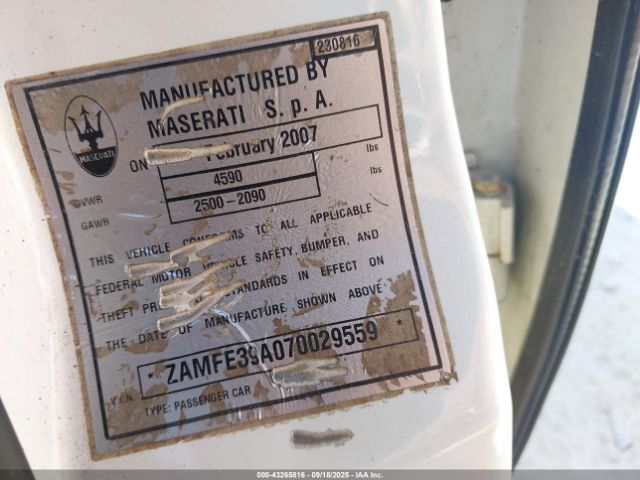 230816
MANUFACTURED BY
MASERATI S. p A.
MASERATI
ON February 2007
GVWR 4590 lbs
GAWR 2500-2090 lbs
THIS VEHICLE CONFORMS TO ALL APPLICABLE
FEDERAL MOTOR VEHICLE SAFETY, BUMPER, AND
THEFT PREVENTION STANDARDS IN EFFECT ON
THE DATE OF MANUFACTURE SHOWN ABOVE
V.I.N. * ZAMFE39A070029559 *
TYPE: PASSENGER CAR
000-43265816 - 09/18/2025 - IAA, Inc.